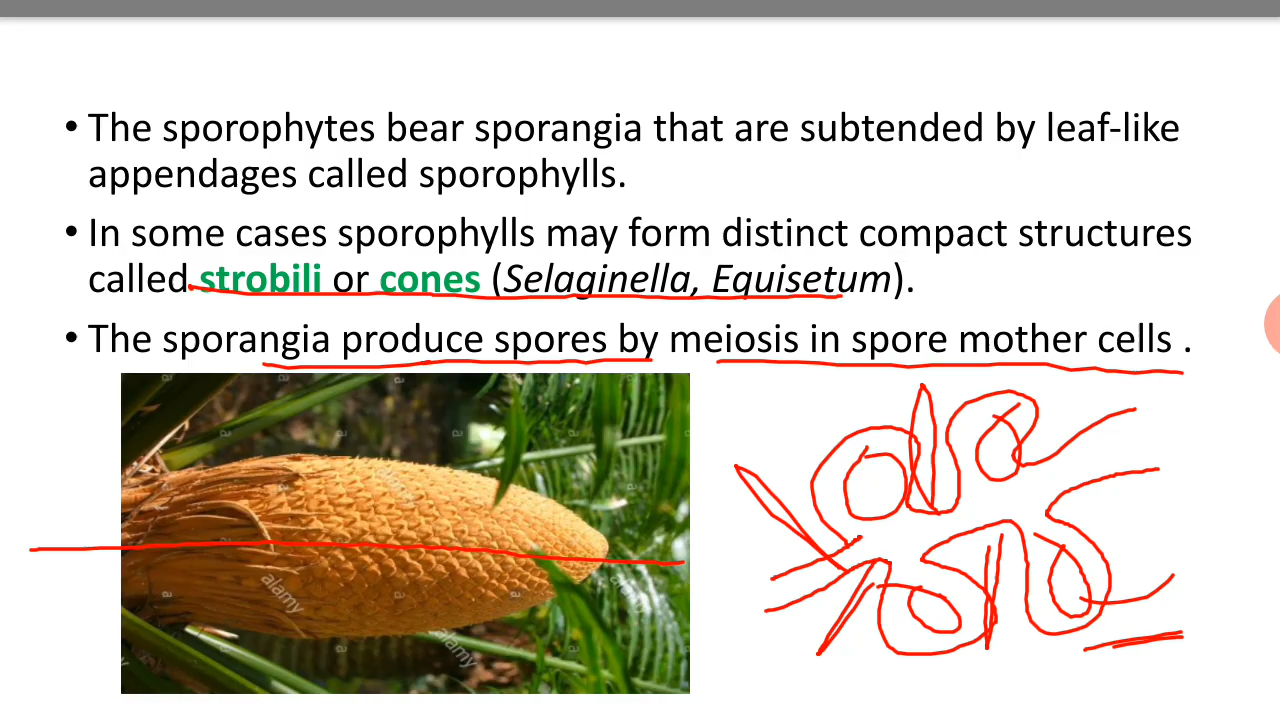 • The sporophytes bear sporangia that are subtended by leaf-like
appendages called sporophylls.
• In some cases sporophylls may form distinct compact structures
called strobili or cones (Selaginella, Equisetum).
• The sporangia produce spores by meiosis in spore mother cells .
a a a a
a a
a a a a
alamy
alamy